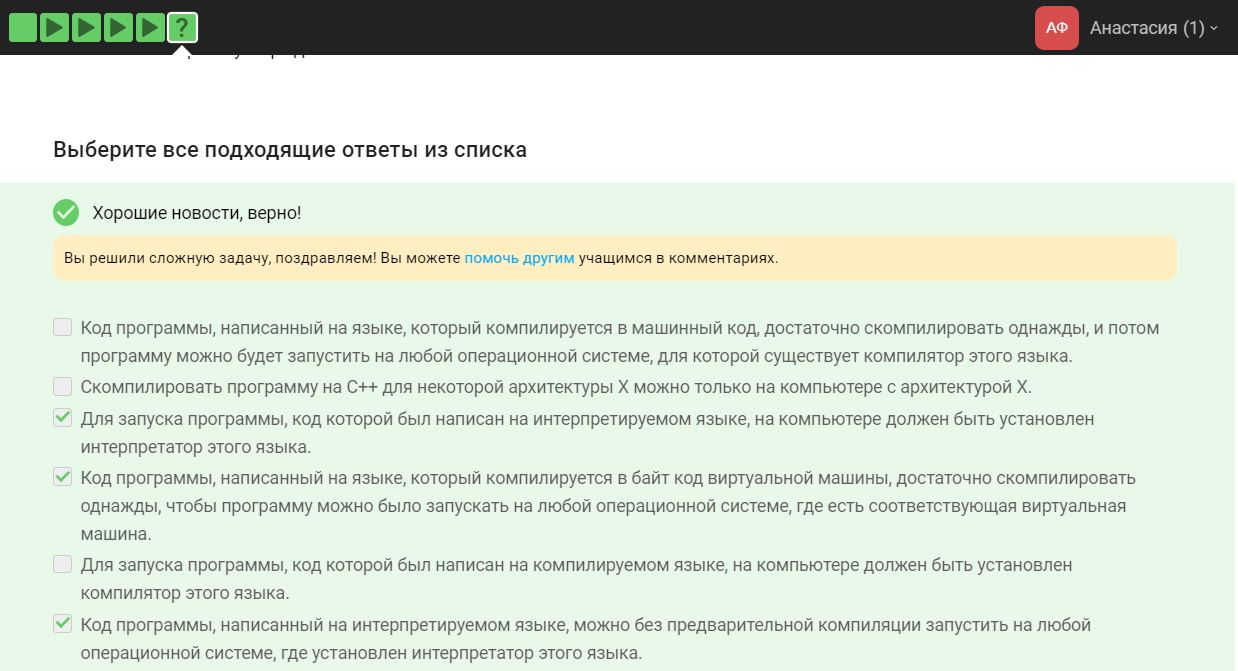 ?
АФ
Анастасия (1)
Выберите все подходящие ответы из списка
Хорошие новости, верно!
Вы решили сложную задачу, поздравляем! Вы можете помочь другим учащимся в комментариях.
Код программы, написанный на языке, который компилируется в машинный код, достаточно скомпилировать однажды, и потом
программу можно будет запустить на любой операционной системе, для которой существует компилятор этого языка.
Скомпилировать программу на C++ для некоторой архитектуры X можно только на компьютере с архитектурой X.
Для запуска программы, код которой был написан на интерпретируемом языке, на компьютере должен быть установлен
интерпретатор этого языка.
Код программы, написанный на языке, который компилируется в байт код виртуальной машины, достаточно скомпилировать
однажды, чтобы программу можно было запускать на любой операционной системе, где есть соответствующая виртуальная
машина.
Для запуска программы, код которой был написан на компилируемом языке, на компьютере должен быть установлен
компилятор этого языка.
Код программы, написанный на интерпретируемом языке, можно без предварительной компиляции запустить на любой
операционной системе, где установлен интерпретатор этого языка.